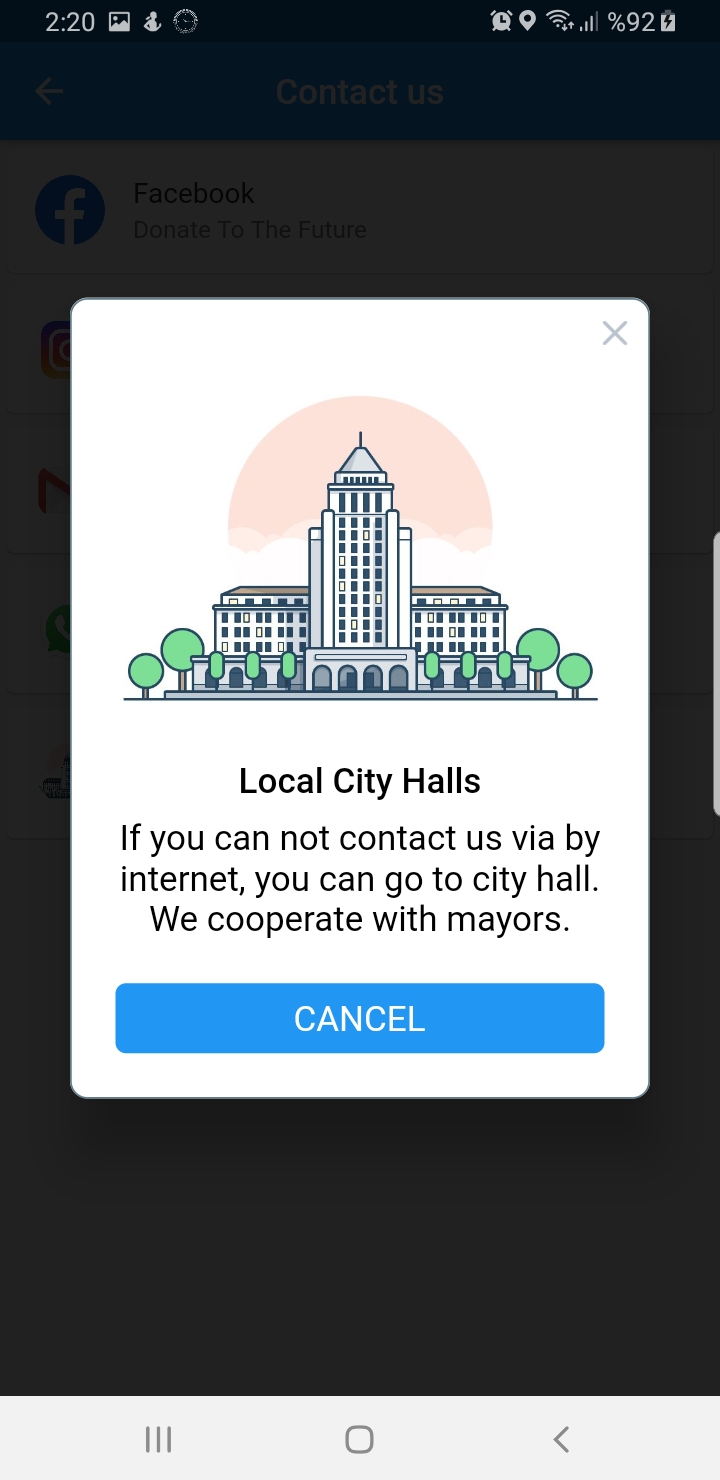 2:20 %92
Contact us
Facebook
Donate To The Future
Local City Halls
If you can not contact us via by
internet, you can go to city hall.
We cooperate with mayors.
CANCEL